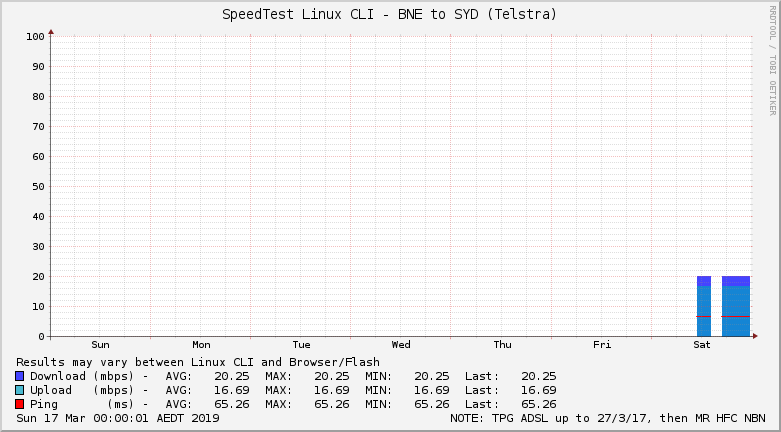 SpeedTest Linux CLI - BNE to SYD (Telstra)
RRDTOOL / TOBI OETIKER
100
90
80
70
60
50
40
30
20
10
0
Sun Mon Tue Wed Thu Fri Sat
Results may vary between Linux CLI and Browser/Flash
Download (mbps) - AVG: 20.25 MAX: 20.25 MIN: 20.25 Last: 20.25
Upload (mbps) - AVG: 16.69 MAX: 16.69 MIN: 16.69 Last: 16.69
Ping (ms) - AVG: 65.26 MAX: 65.26 MIN: 65.26 Last: 65.26
Sun 17 Mar 00:00:01 AEDT 2019 NOTE: TPG ADSL up to 27/3/17, then MR HFC NBN